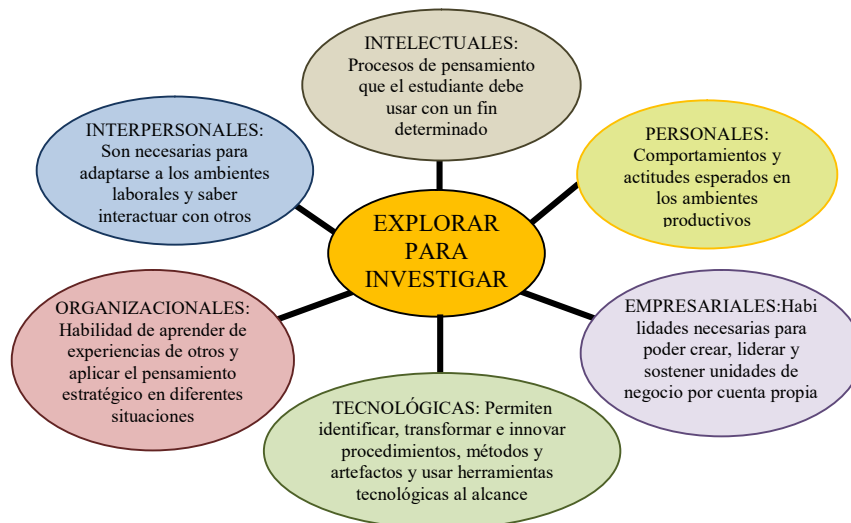 INTELECTUALES:
Procesos de pensamiento
que el estudiante debe
usar con un fin
determinado
INTERPERSONALES:
Son necesarias para
adaptarse a los ambientes
laborales y saber
interactuar con otros
PERSONALES:
Comportamientos y
actitudes esperados en
los ambientes
productivos
EXPLORAR
PARA
INVESTIGAR
ORGANIZACIONALES:
Habilidad de aprender de
experiencias de otros y
aplicar el pensamiento
estratégico en diferentes
situaciones
EMPRESARIALES:Habi
lidades necesarias para
poder crear, liderar y
sostener unidades de
negocio por cuenta propia
TECNOLÓGICAS: Permiten
identificar, transformar e innovar
procedimientos, métodos y
artefactos y usar herramientas
tecnológicas al alcance